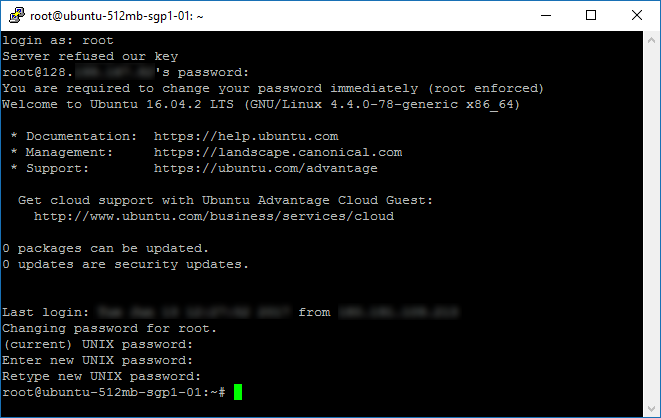 root@ubuntu-512mb-sgp1-01: ~
login as: root
Server refused our key
root@128. 's password:
You are required to change your password immediately (root enforced)
Welcome to Ubuntu 16.04.2 LTS (GNU/Linux 4.4.0-78-generic x86_64)
* Documentation:  https://help.ubuntu.com
* Management:     https://landscape.canonical.com
* Support:        https://ubuntu.com/advantage
Get cloud support with Ubuntu Advantage Cloud Guest:
http://www.ubuntu.com/business/services/cloud
0 packages can be updated.
0 updates are security updates.
Last login: from
Changing password for root.
(current) UNIX password:
Enter new UNIX password:
Retype new UNIX password:
root@ubuntu-512mb-sgp1-01:~#